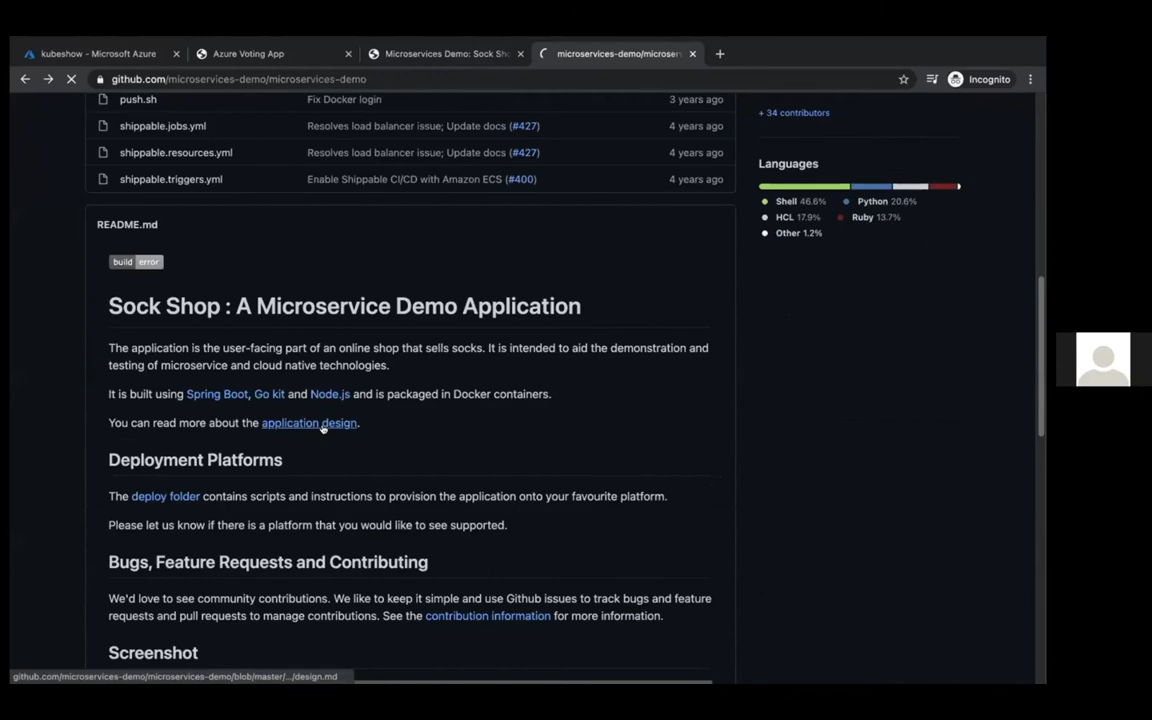 kubeshow - Microsoft Azure
Azure Voting App
Microservices Demo: Sock Sh
microservices-demo/microser
github.com/microservices-demo/microservices-demo
Incognito
push.sh Fix Docker login 3 years ago
shippable.jobs.yml Resolves load balancer issue; Update docs (#427) 4 years ago
shippable.resources.yml Resolves load balancer issue; Update docs (#427) 4 years ago
shippable.triggers.yml Enable Shippable CI/CD with Amazon ECS (#400) 4 years ago
+ 34 contributors
Languages
Shell 46.6% Python 20.6%
HCL 17.9% Ruby 13.7%
Other 1.2%
README.md
build error
Sock Shop : A Microservice Demo Application
The application is the user-facing part of an online shop that sells socks. It is intended to aid the demonstration and
testing of microservice and cloud native technologies.
It is built using Spring Boot, Go kit and Node.js and is packaged in Docker containers.
You can read more about the application design.
Deployment Platforms
The deploy folder contains scripts and instructions to provision the application onto your favourite platform.
Please let us know if there is a platform that you would like to see supported.
Bugs, Feature Requests and Contributing
We'd love to see community contributions. We like to keep it simple and use Github issues to track bugs and feature
requests and pull requests to manage contributions. See the contribution information for more information.
Screenshot
github.com/microservices-demo/microservices-demo/blob/master/.../design.md